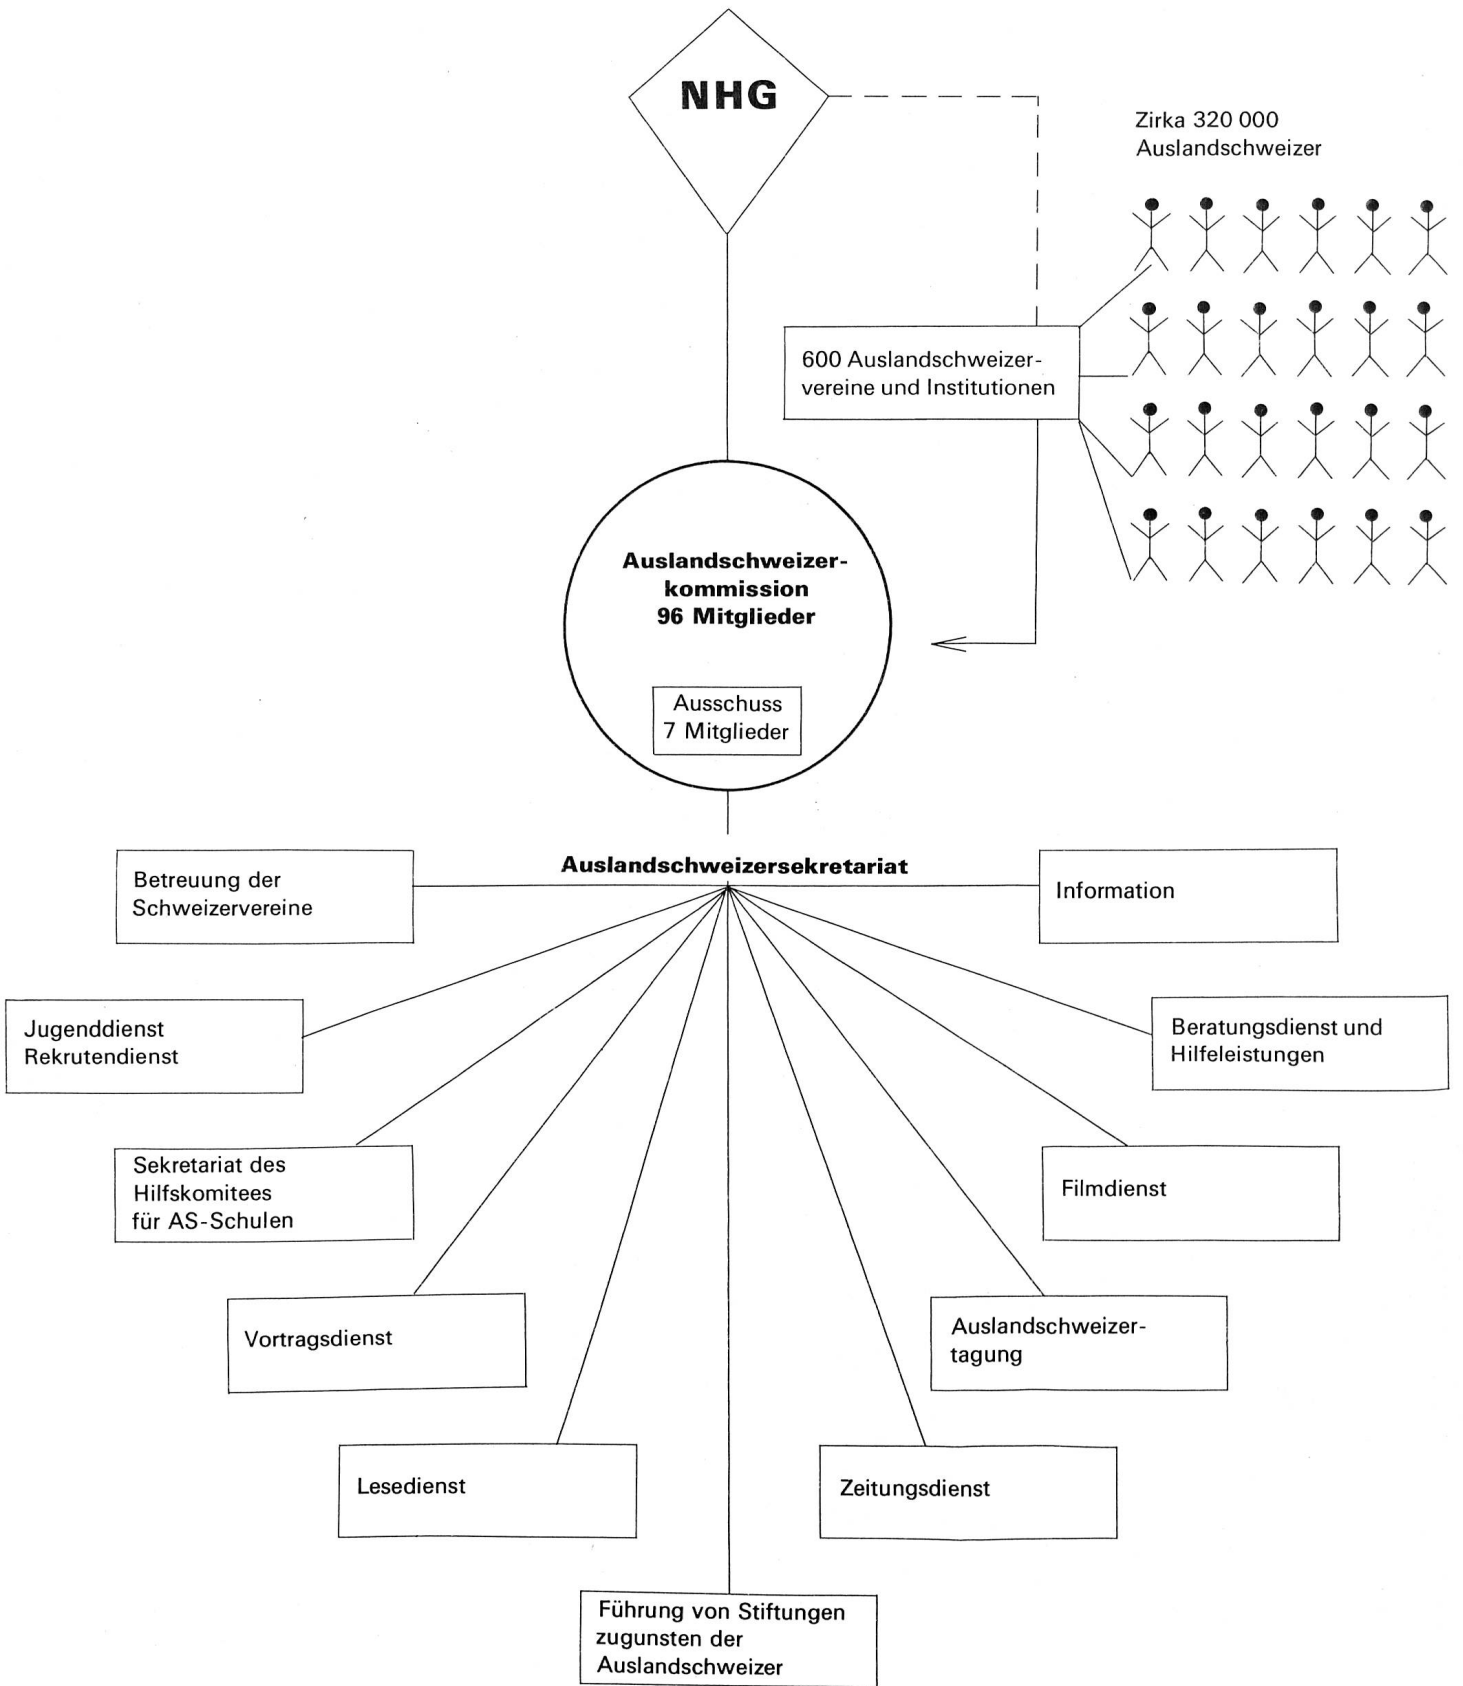 NHG
Zirka 320 000
Auslandschweizer
600 Auslandschweizer-
vereine und Institutionen
Auslandschweizer-
kommission
96 Mitglieder
Ausschuss
7 Mitglieder
Auslandschweizersekretariat
Betreuung der
Schweizervereine
Information
Jugenddienst
Rekrutendienst
Beratungsdienst und
Hilfeleistungen
Sekretariat des
Hilfskomitees
für AS-Schulen
Filmdienst
Vortragsdienst
Auslandschweizer-
tagung
Lesedienst
Zeitungsdienst
Führung von Stiftungen
zugunsten der
Auslandschweizer